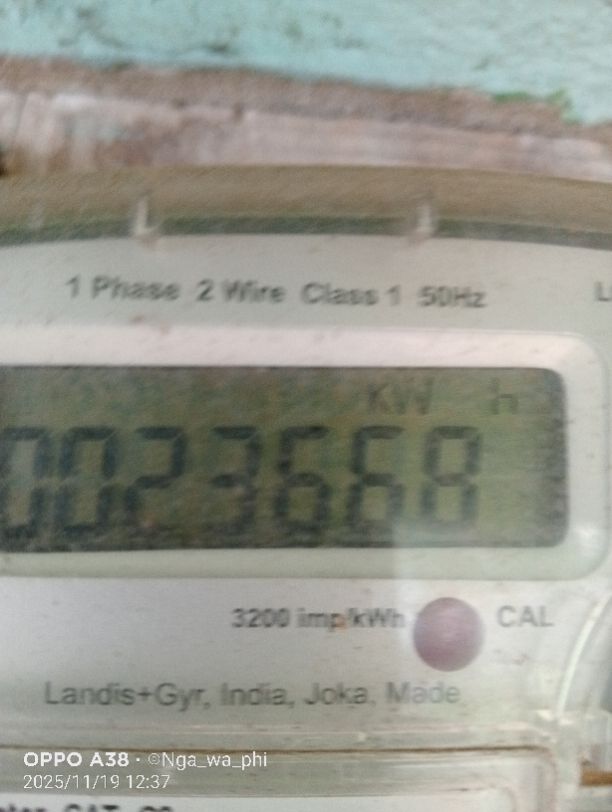 1 Phase 2 Wire Class 1 50Hz
KW h
0023668
3200 imp/kWh
CAL
Landis+Gyr, India, Joka, Made
OPPO A38 · ©Nga_wa_phi
2025/11/19 12:37